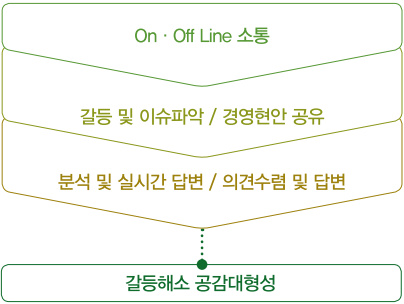 On · Off Line 소통
갈등 및 이슈파악 / 경영현안 공유
분석 및 실시간 답변 / 의견수렴 및 답변
갈등해소 공감대형성